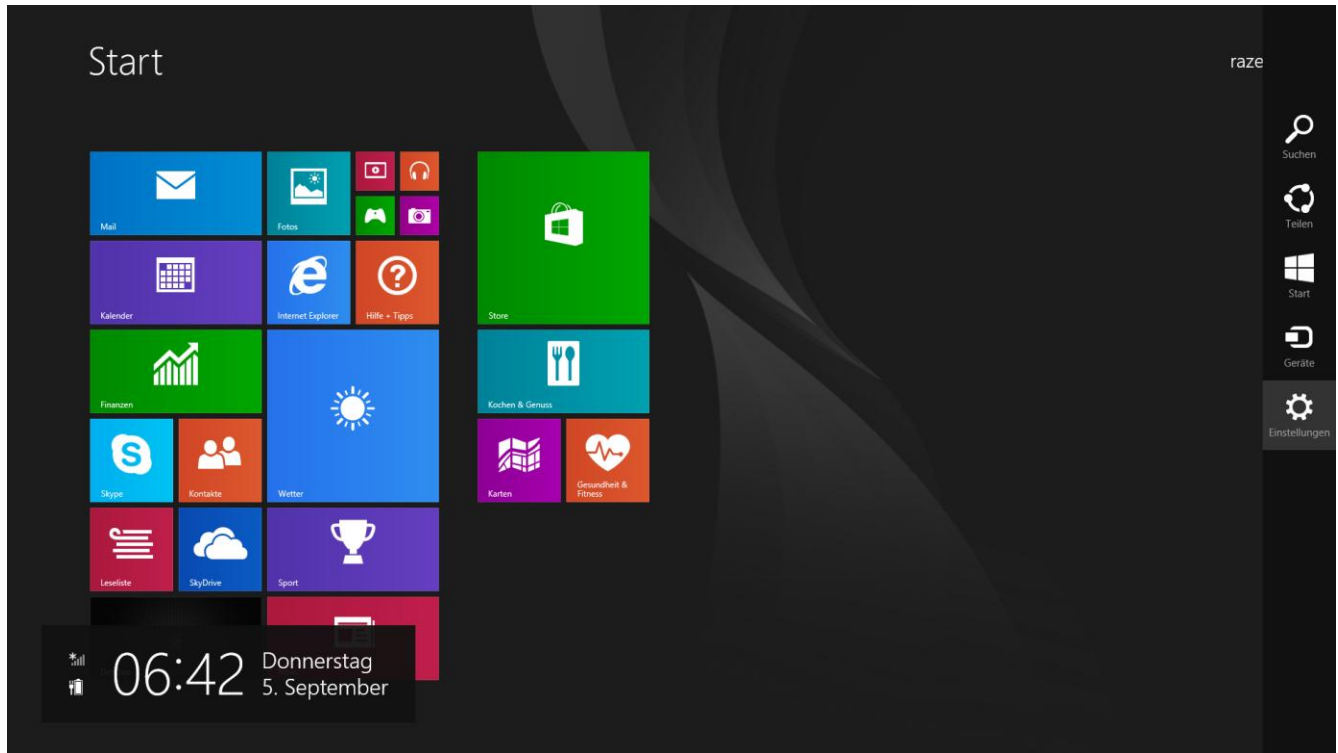 Start
raze
Suchen
Teilen
Start
Geräte
Einstellungen
Mail
Fotos
Kalender
Internet Explorer
Hilfe + Tipps
Store
Finanzen
Wetter
Kochen & Genuss
Skype
Kontakte
Karten
Gesundheit &
Fitness
Leseliste
SkyDrive
Sport
06:42
Donnerstag
5. September